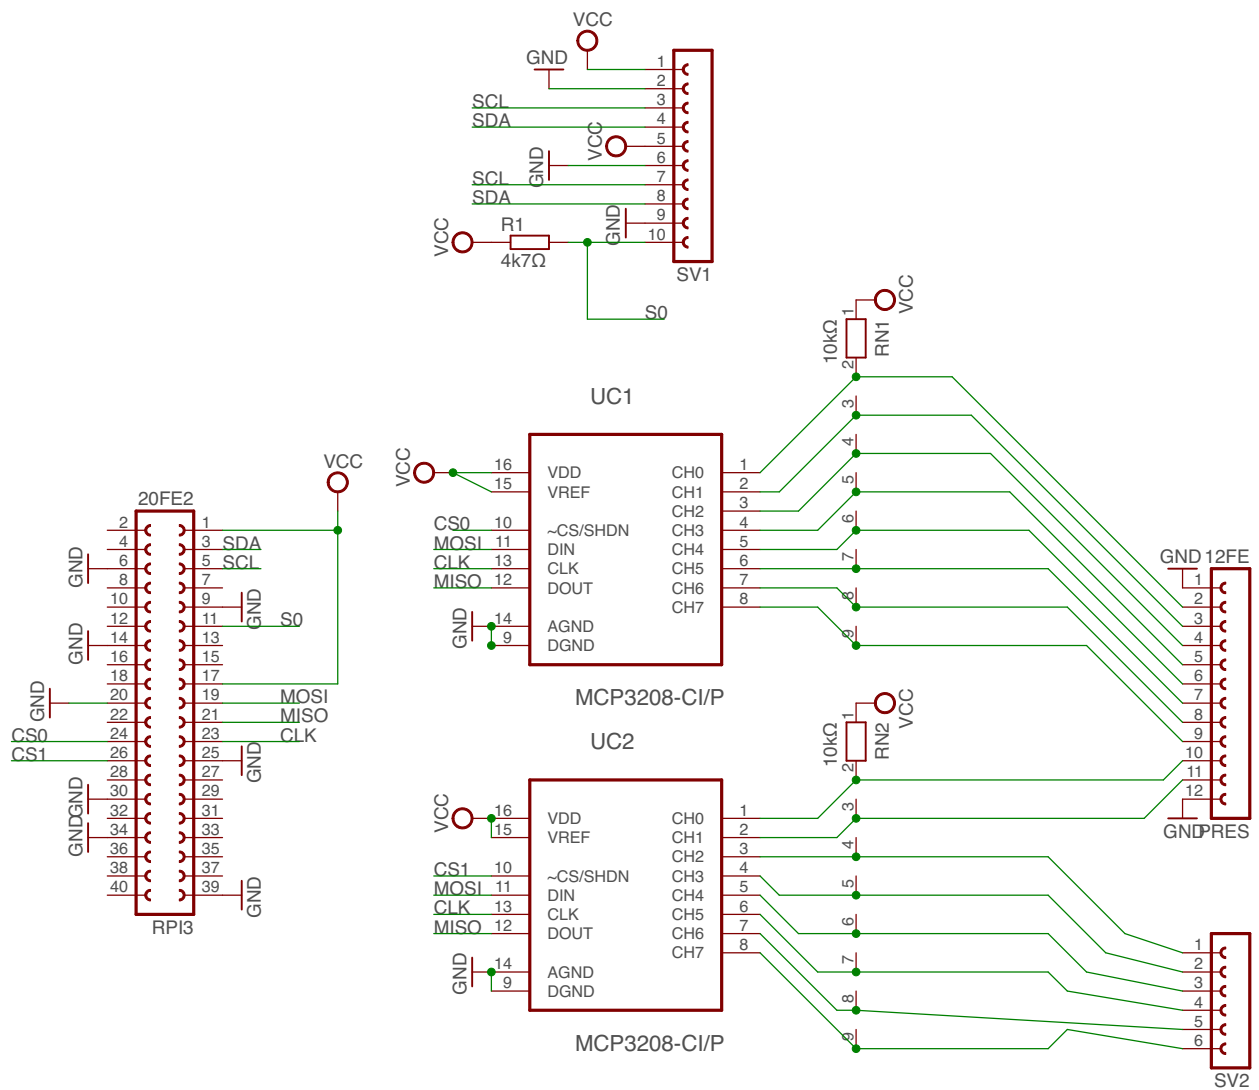 VCC
GND
1
2
SCL 3
SDA 4
VCC 5
GND 6
SCL 7
SDA 8
GND 9
VCC R1 10
4k7Ω
SV1
S0
VCC
1
10kΩ RN1
2
3
4
5
6
7
8
9
UC1
VCC 16 VDD CH0 1
15 VREF CH1 2
CH2 3
CS0 10 ~CS/SHDN CH3 4
MOSI 11 DIN CH4 5
CLK 13 CLK CH5 6
MISO 12 DOUT CH6 7
CH7 8
GND 14 AGND
9 DGND
MCP3208-CI/P
VCC
20FE2
2 1
4 3 SDA
GND 6 5 SCL
8 7
10 9 GND
12 11 S0
GND 14 13
16 15
18 17
GND 20 19 MOSI
22 21 MISO
CS0 24 23 CLK
CS1 26 25 GND
28 27
GND 30 29
32 31
GND 34 33
36 35
38 37
40 39 GND
RPI3
GND 12FE
1
2
3
4
5
6
7
8
9
10
11
12
GND PRES
VCC
1
10kΩ RN2
2
3
4
5
6
7
8
9
UC2
VCC 16 VDD CH0 1
15 VREF CH1 2
CH2 3
CS1 10 ~CS/SHDN CH3 4
MOSI 11 DIN CH4 5
CLK 13 CLK CH5 6
MISO 12 DOUT CH6 7
CH7 8
GND 14 AGND
9 DGND
MCP3208-CI/P
1
2
3
4
5
6
SV2